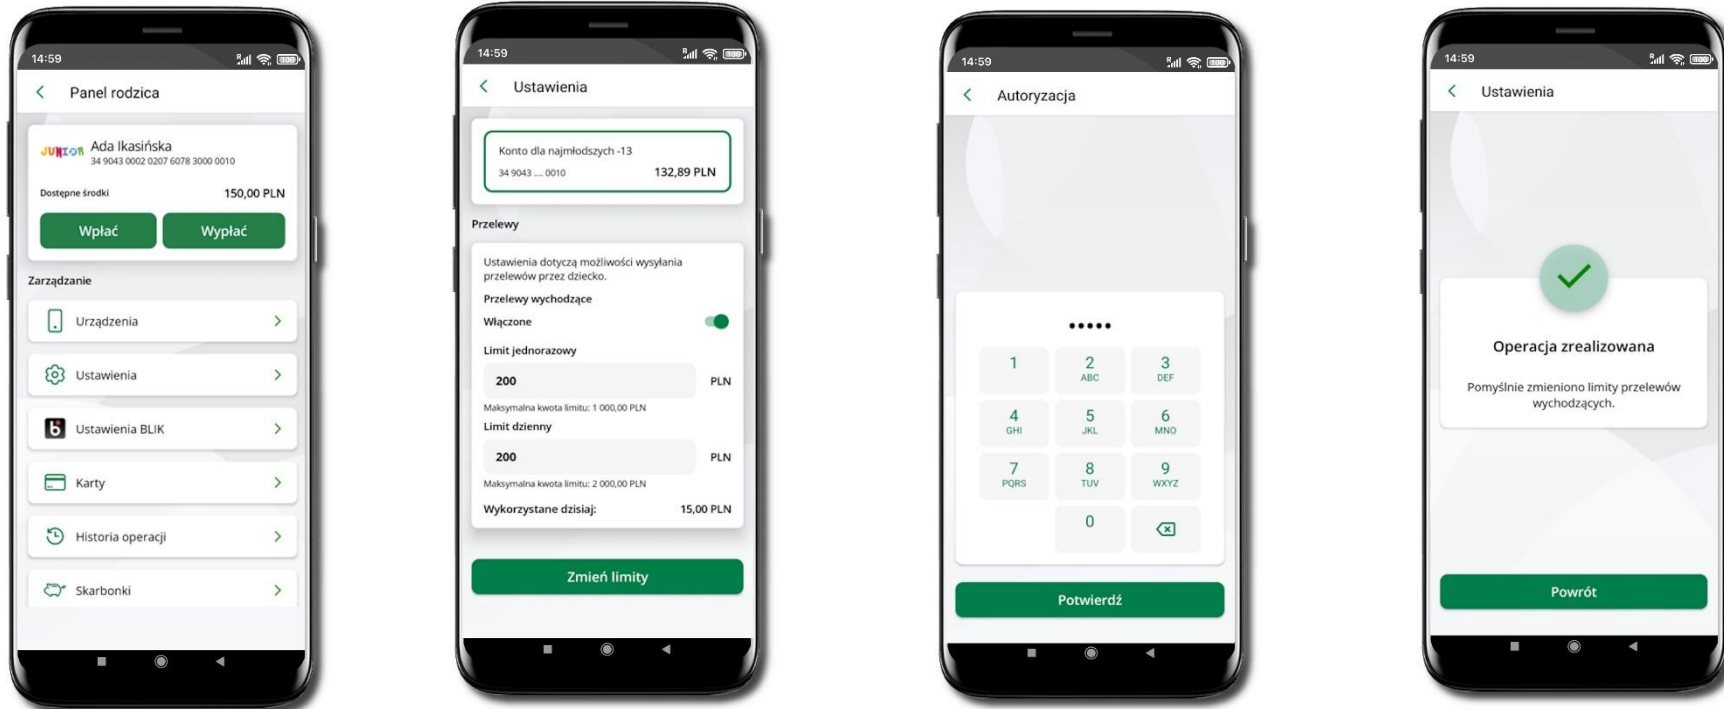 14:59
Panel rodzica
JUNIOR Ada Ikasińska
34 9043 0002 0207 6078 3000 0010
Dostępne środki 150,00 PLN
Wpłać Wypłać
Zarządzanie
Urządzenia
Ustawienia
Ustawienia BLIK
Karty
Historia operacji
Skarbonki
14:59
Ustawienia
Konto dla najmłodszych -13
34 9043 .... 0010 132,89 PLN
Przelewy
Ustawienia dotyczą możliwości wysyłania
przelewów przez dziecko.
Przelewy wychodzące
Włączone
Limit jednorazowy
200 PLN
Maksymalna kwota limitu: 1 000,00 PLN
Limit dzienny
200 PLN
Maksymalna kwota limitu: 2 000,00 PLN
Wykorzystane dzisiaj: 15,00 PLN
Zmień limity
14:59
Autoryzacja
1 2 3
ABC DEF
4 5 6
GHI JKL MNO
7 8 9
PQRS TUV WXYZ
0
Potwierdź
14:59
Ustawienia
Operacja zrealizowana
Pomyślnie zmieniono limity przelewów
wychodzących.
Powrót